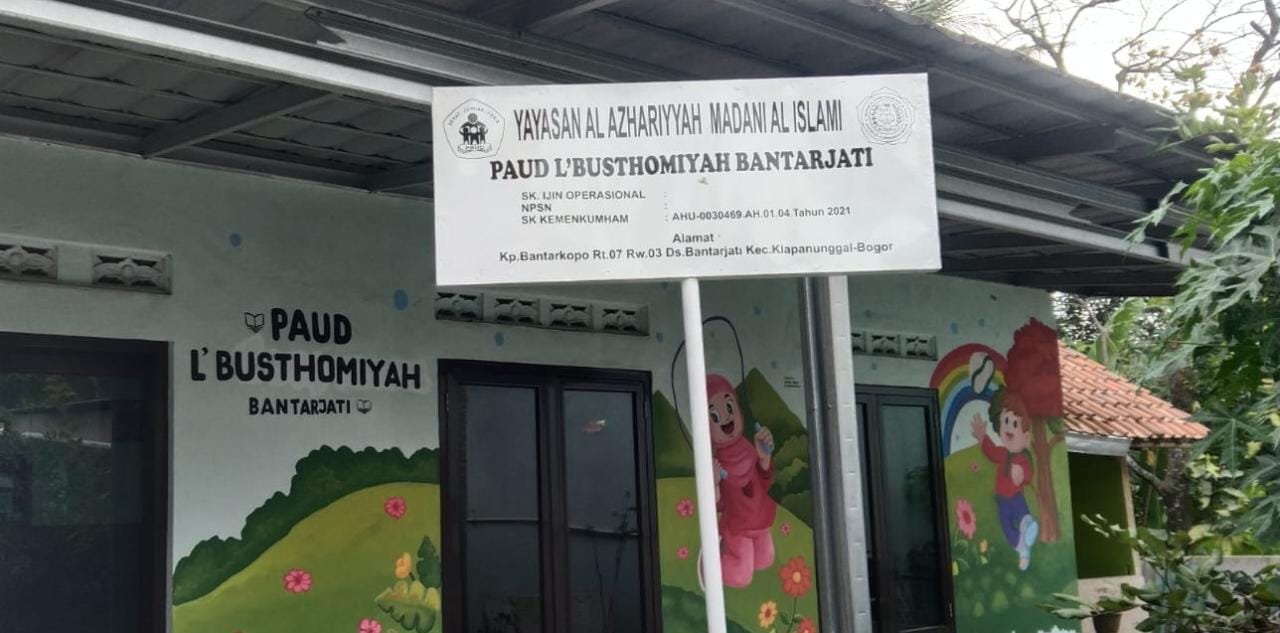 YAYASAN AL AZHARIYYAH MADANI AL ISLAMI
PAUD L'BUSTHOMIYAH BANTARJATI
SK. IJIN OPERASIONAL :
NPSN :
SK KEMENKUMHAM : AHU-0030469.AH.01.04.Tahun 2021
Alamat :
Kp.Bantarkopo Rt.07 Rw.03 Ds.Bantarjati Kec.Klapanunggal-Bogor
PAUD
PAUD
L'BUSTHOMIYAH
BANTARJATI